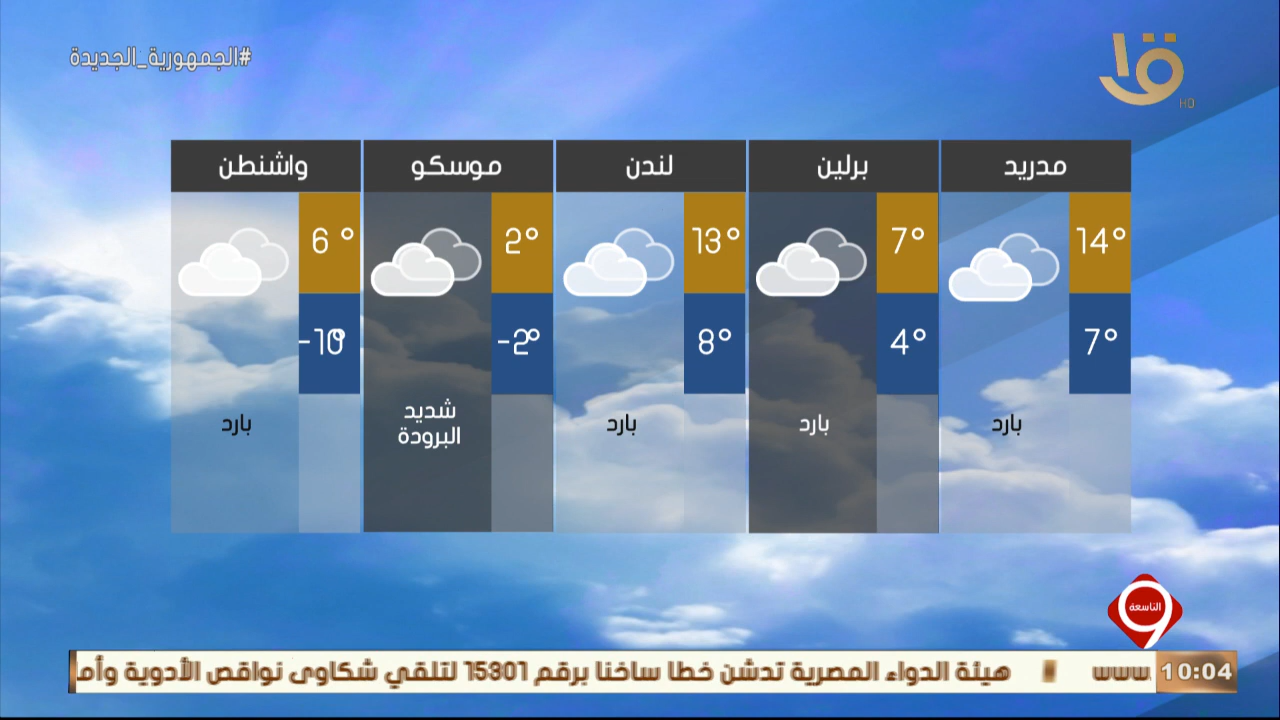 #الجمهورية_الجديدة
HD
مدريد
14°
7°
بارد
برلين
7°
4°
بارد
لندن
13°
8°
بارد
موسكو
2°
-2°
شديد
البرودة
واشنطن
6 °
-10°
بارد
التاسعة
9
10:04
www
هيئة الدواء المصرية تدشن خطا ساخنا برقم 15301 لتلقي شكاوى نواقص الأدوية وأما